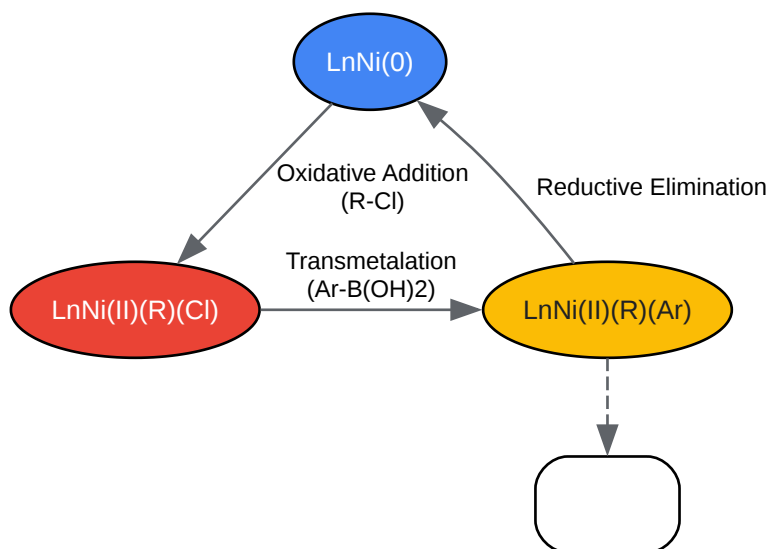 LnNi(0)
Oxidative Addition
(R-Cl)
Reductive Elimination
Transmetalation
(Ar-B(OH)2)
LnNi(II)(R)(Cl)
LnNi(II)(R)(Ar)